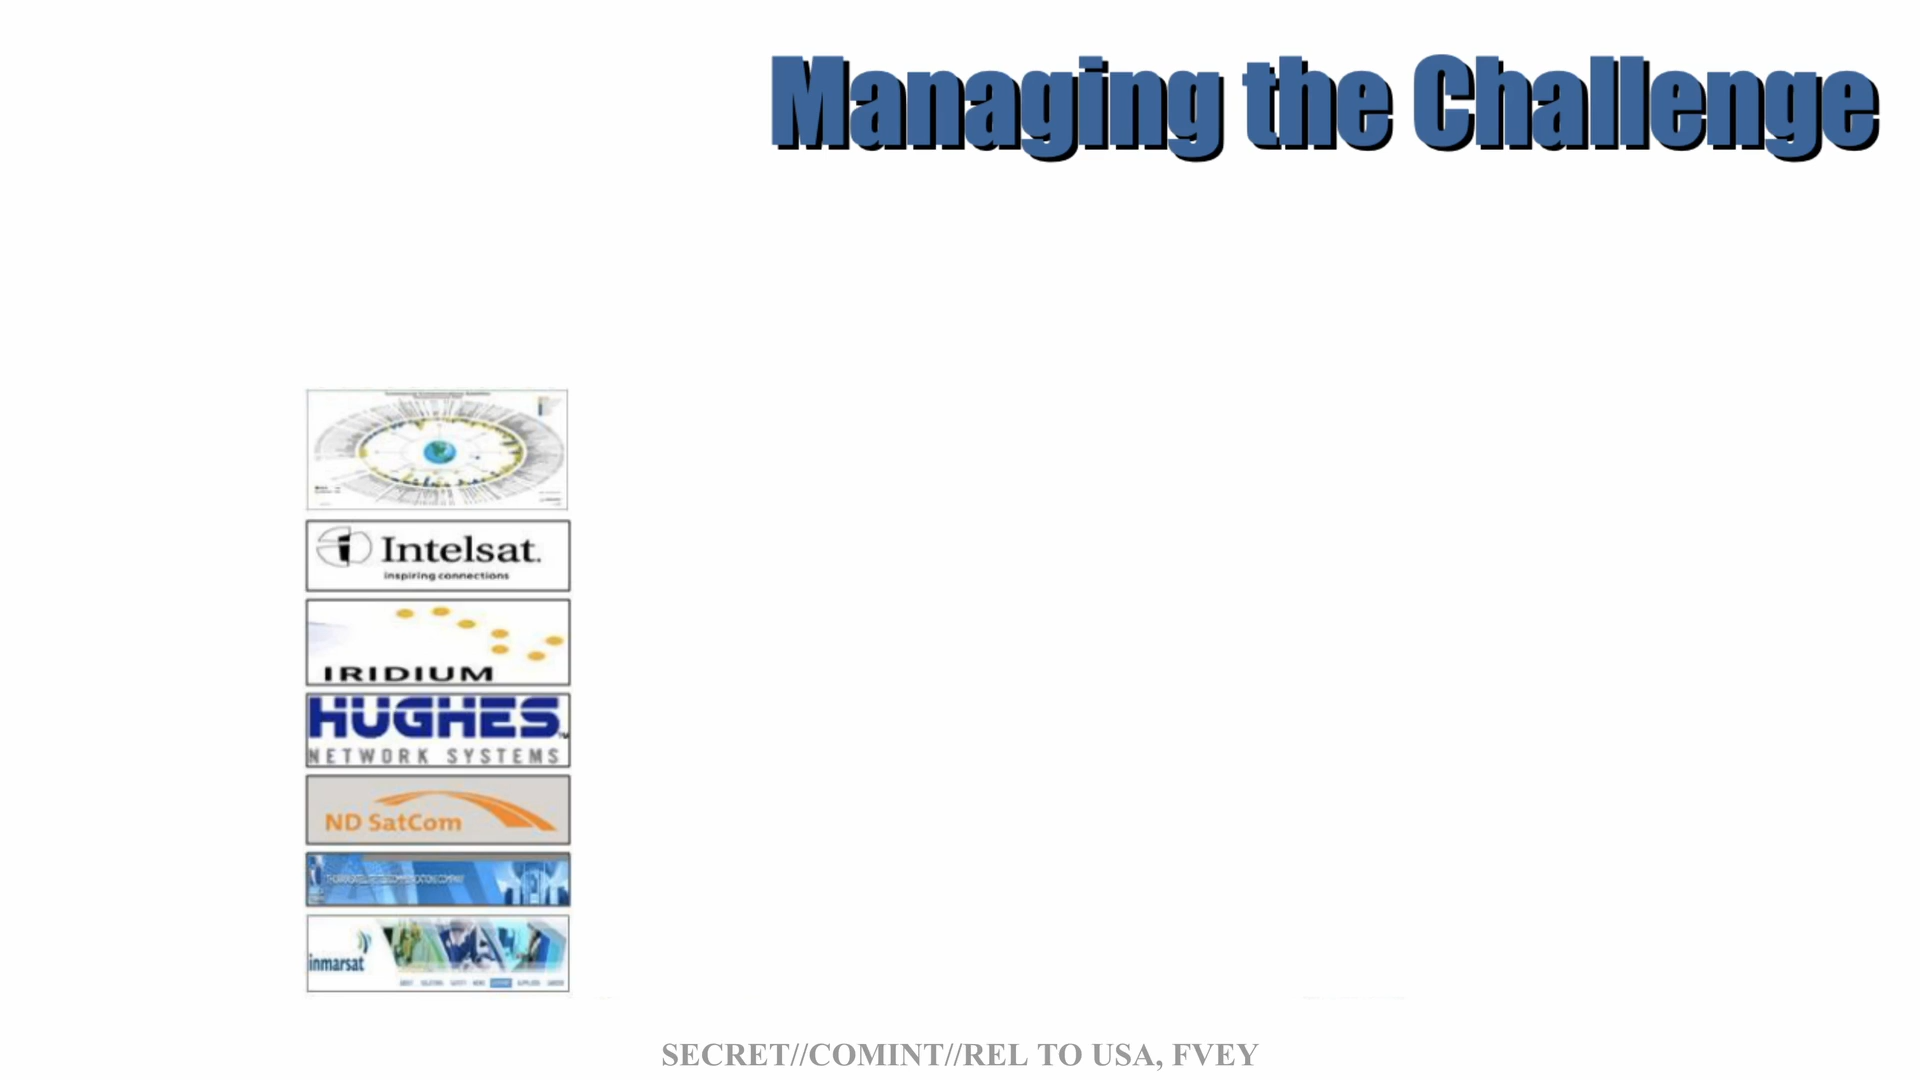 Managing the Challenge
Intelsat.
inspiring connections
IRIDIUM
HUGHES
NETWORK SYSTEMS
ND SatCom
inmarsat
SECRET//COMINT//REL TO USA, FVEY